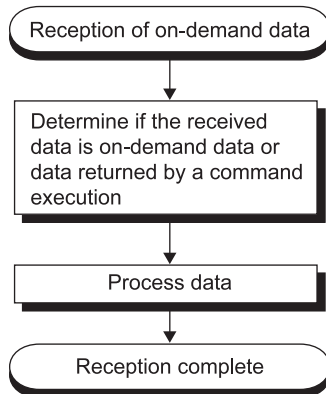 Reception of on-demand data
Determine if the received
data is on-demand data or
data returned by a command
execution
Process data
Reception complete